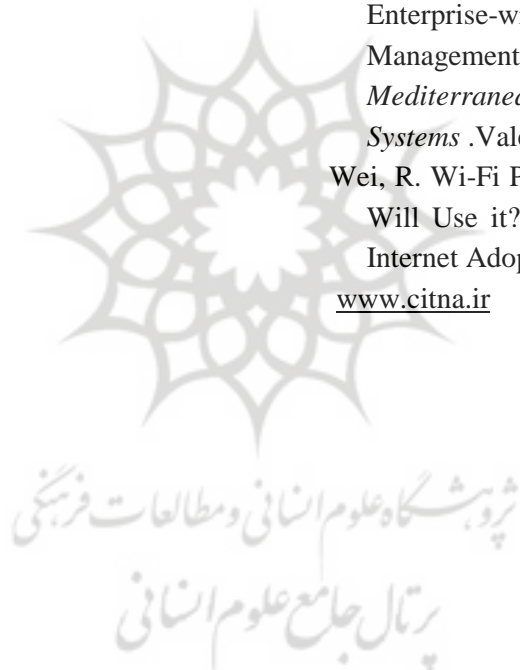 Enterprise-wi
Management
Mediterranea
Systems .Vale
Wei, R. Wi-Fi P
Will Use it?
Internet Adop
www.citna.ir
پژوهشگاه علوم انسانی و مطالعات فرهنگی
پرتال جامع علوم انسانی